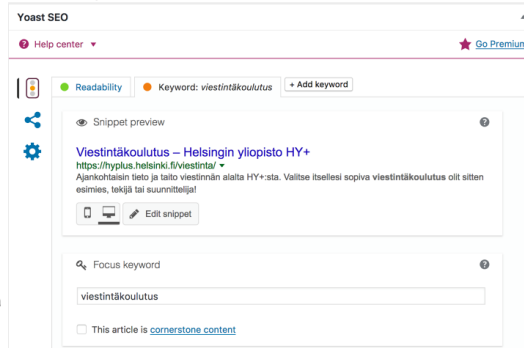 Yoast SEO
Help center
Go Premium
Readability
Keyword: viestintäkoulutus
+ Add keyword
Snippet preview
Viestintäkoulutus – Helsingin yliopisto HY+
https://hyplus.helsinki.fi/viestinta/
Ajankohtaisin tieto ja taito viestinnän alalta HY+:sta. Valitse itsellesi sopiva viestintäkoulutus olit sitten
esimies, tekijä tai suunnittelija!
Edit snippet
Focus keyword
viestintäkoulutus
This article is cornerstone content